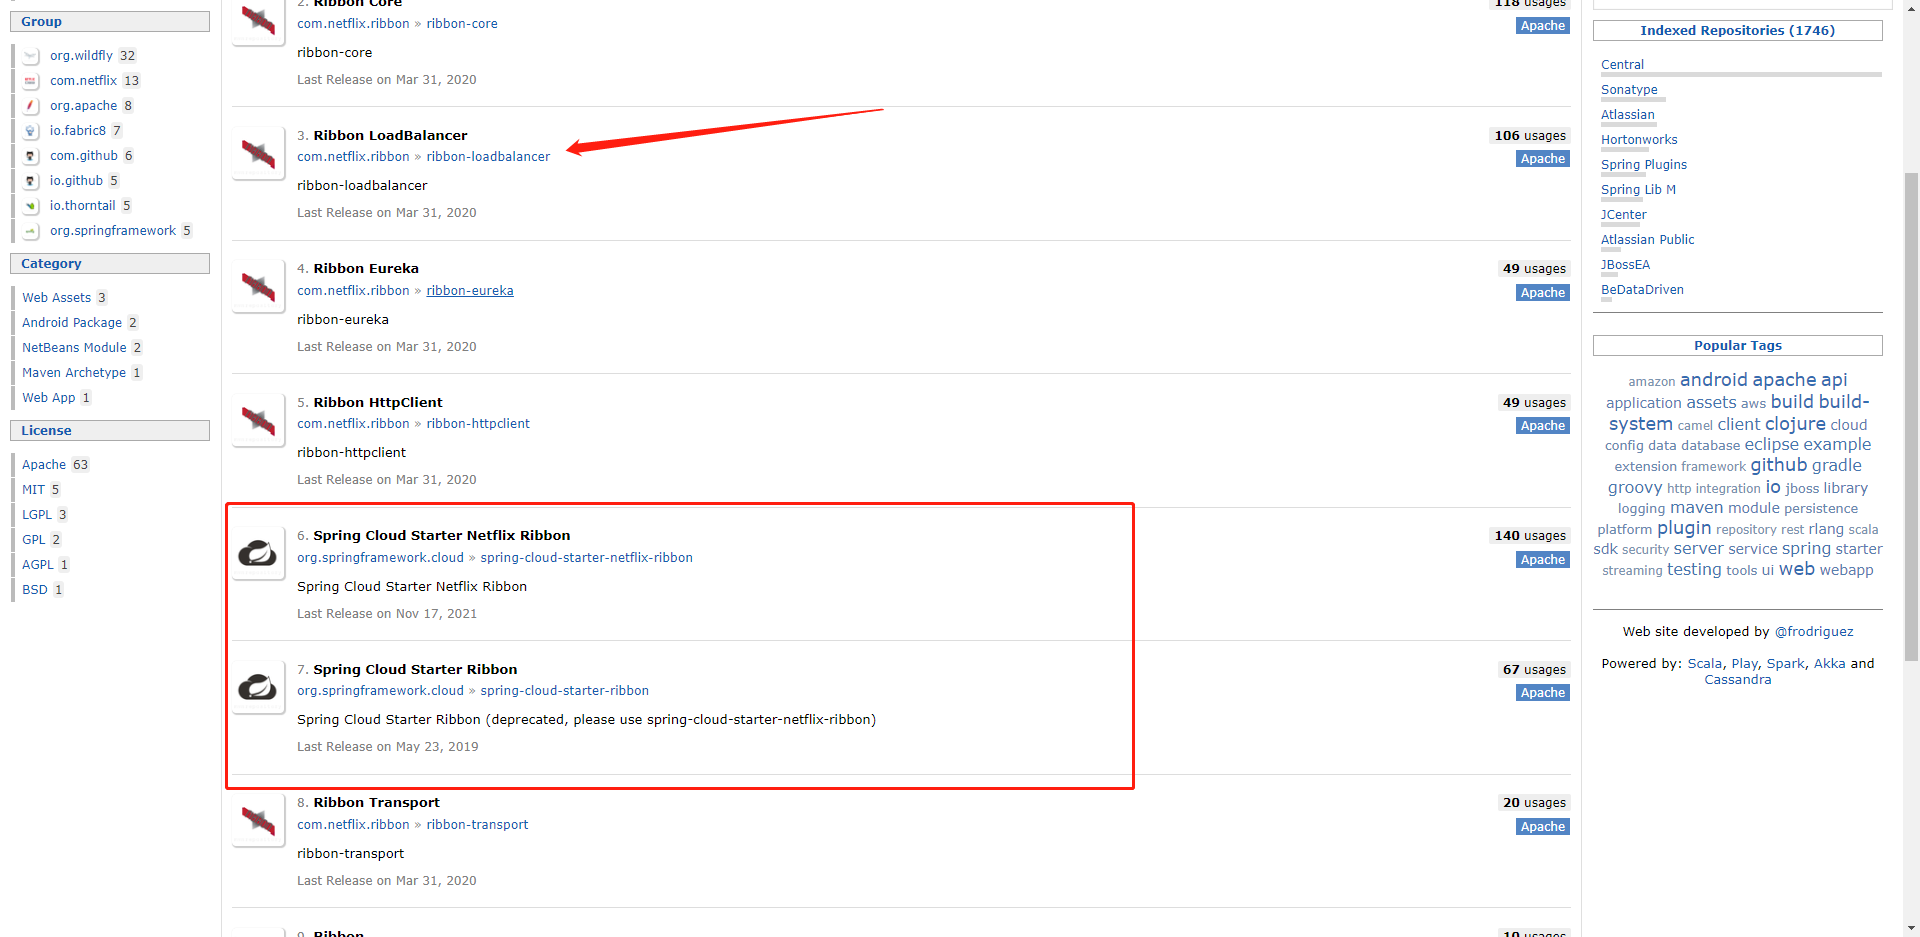 Group
org.wildfly 32
com.netflix 13
org.apache 8
io.fabric8 7
com.github 6
io.github 5
io.thorntail 5
org.springframework 5
Category
Web Assets 3
Android Package 2
NetBeans Module 2
Maven Archetype 1
Web App 1
License
Apache 63
MIT 5
LGPL 3
GPL 2
AGPL 1
BSD 1
2. Ribbon Core
118 usages
com.netflix.ribbon » ribbon-core
Apache
ribbon-core
Last Release on Mar 31, 2020
3. Ribbon LoadBalancer
106 usages
com.netflix.ribbon » ribbon-loadbalancer
Apache
ribbon-loadbalancer
Last Release on Mar 31, 2020
4. Ribbon Eureka
49 usages
com.netflix.ribbon » ribbon-eureka
Apache
ribbon-eureka
Last Release on Mar 31, 2020
5. Ribbon HttpClient
49 usages
com.netflix.ribbon » ribbon-httpclient
Apache
ribbon-httpclient
Last Release on Mar 31, 2020
6. Spring Cloud Starter Netflix Ribbon
140 usages
org.springframework.cloud » spring-cloud-starter-netflix-ribbon
Apache
Spring Cloud Starter Netflix Ribbon
Last Release on Nov 17, 2021
7. Spring Cloud Starter Ribbon
67 usages
org.springframework.cloud » spring-cloud-starter-ribbon
Apache
Spring Cloud Starter Ribbon (deprecated, please use spring-cloud-starter-netflix-ribbon)
Last Release on May 23, 2019
8. Ribbon Transport
20 usages
com.netflix.ribbon » ribbon-transport
Apache
ribbon-transport
Last Release on Mar 31, 2020
9. Ribbon
10 usages
Indexed Repositories (1746)
Central
Sonatype
Atlassian
Hortonworks
Spring Plugins
Spring Lib M
JCenter
Atlassian Public
JBossEA
BeDataDriven
Popular Tags
amazon android apache api
application assets aws build build-
system camel client clojure cloud
config data database eclipse example
extension framework github gradle
groovy http integration io jboss library
logging maven module persistence
platform plugin repository rest rlang scala
sdk security server service spring starter
streaming testing tools ui web webapp
Web site developed by @frodriguez
Powered by: Scala, Play, Spark, Akka and
Cassandra